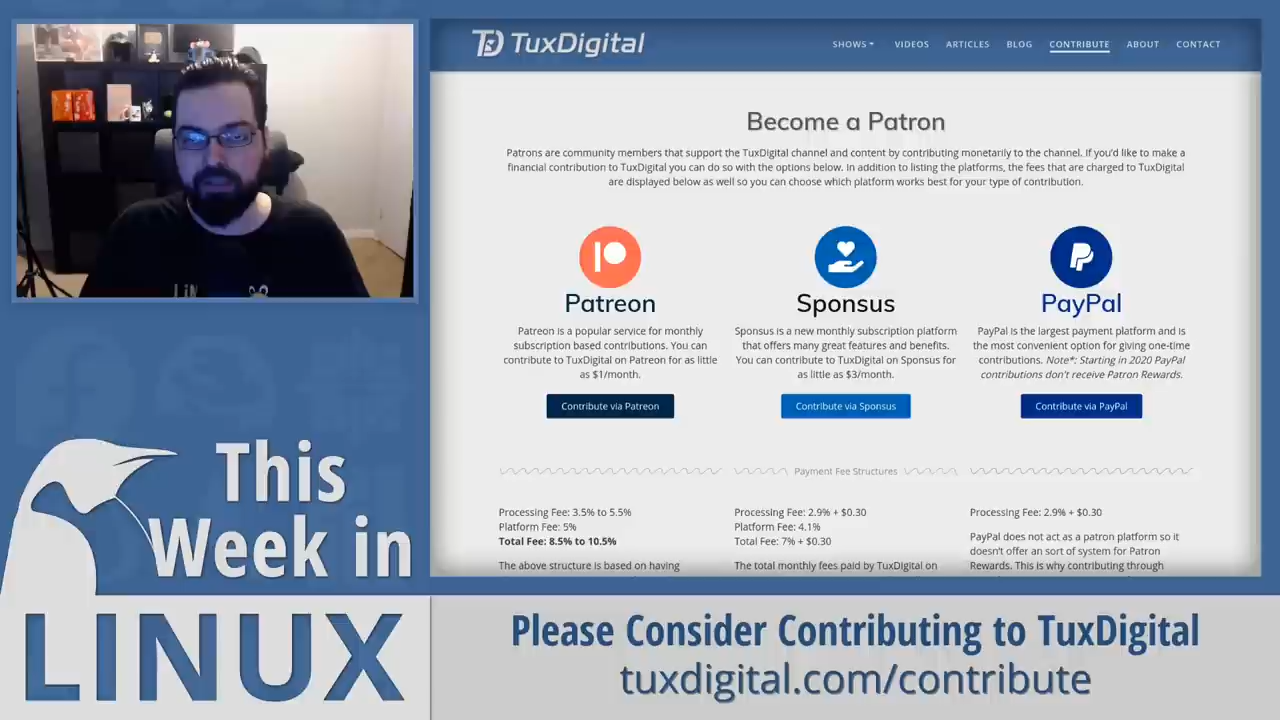 TuxDigital
SHOWS VIDEOS ARTICLES BLOG CONTRIBUTE ABOUT CONTACT
Become a Patron
Patrons are community members that support the TuxDigital channel and content by contributing monetarily to the channel. If you'd like to make a
financial contribution to TuxDigital you can do so with the options below. In addition to listing the platforms, the fees that are charged to TuxDigital
are displayed below as well so you can choose which platform works best for your type of contribution.
Patreon
Patreon is a popular service for monthly
subscription based contributions. You can
contribute to TuxDigital on Patreon for as little
as $1/month.
Contribute via Patreon
Sponsus
Sponsus is a new monthly subscription platform
that offers many great features and benefits.
You can contribute to TuxDigital on Sponsus for
as little as $3/month.
Contribute via Sponsus
PayPal
PayPal is the largest payment platform and is
the most convenient option for giving one-time
contributions. Note*: Starting in 2020 PayPal
contributions don't receive Patron Rewards.
Contribute via PayPal
Payment Fee Structures
Processing Fee: 3.5% to 5.5%
Platform Fee: 5%
Total Fee: 8.5% to 10.5%
The above structure is based on having
Processing Fee: 2.9% + $0.30
Platform Fee: 4.1%
Total Fee: 7% + $0.30
The total monthly fees paid by TuxDigital on
Processing Fee: 2.9% + $0.30
PayPal does not act as a patron platform so it
doesn't offer an sort of system for Patron
Rewards. This is why contributing through
This
Week in
LINUX
Please Consider Contributing to TuxDigital
tuxdigital.com/contribute